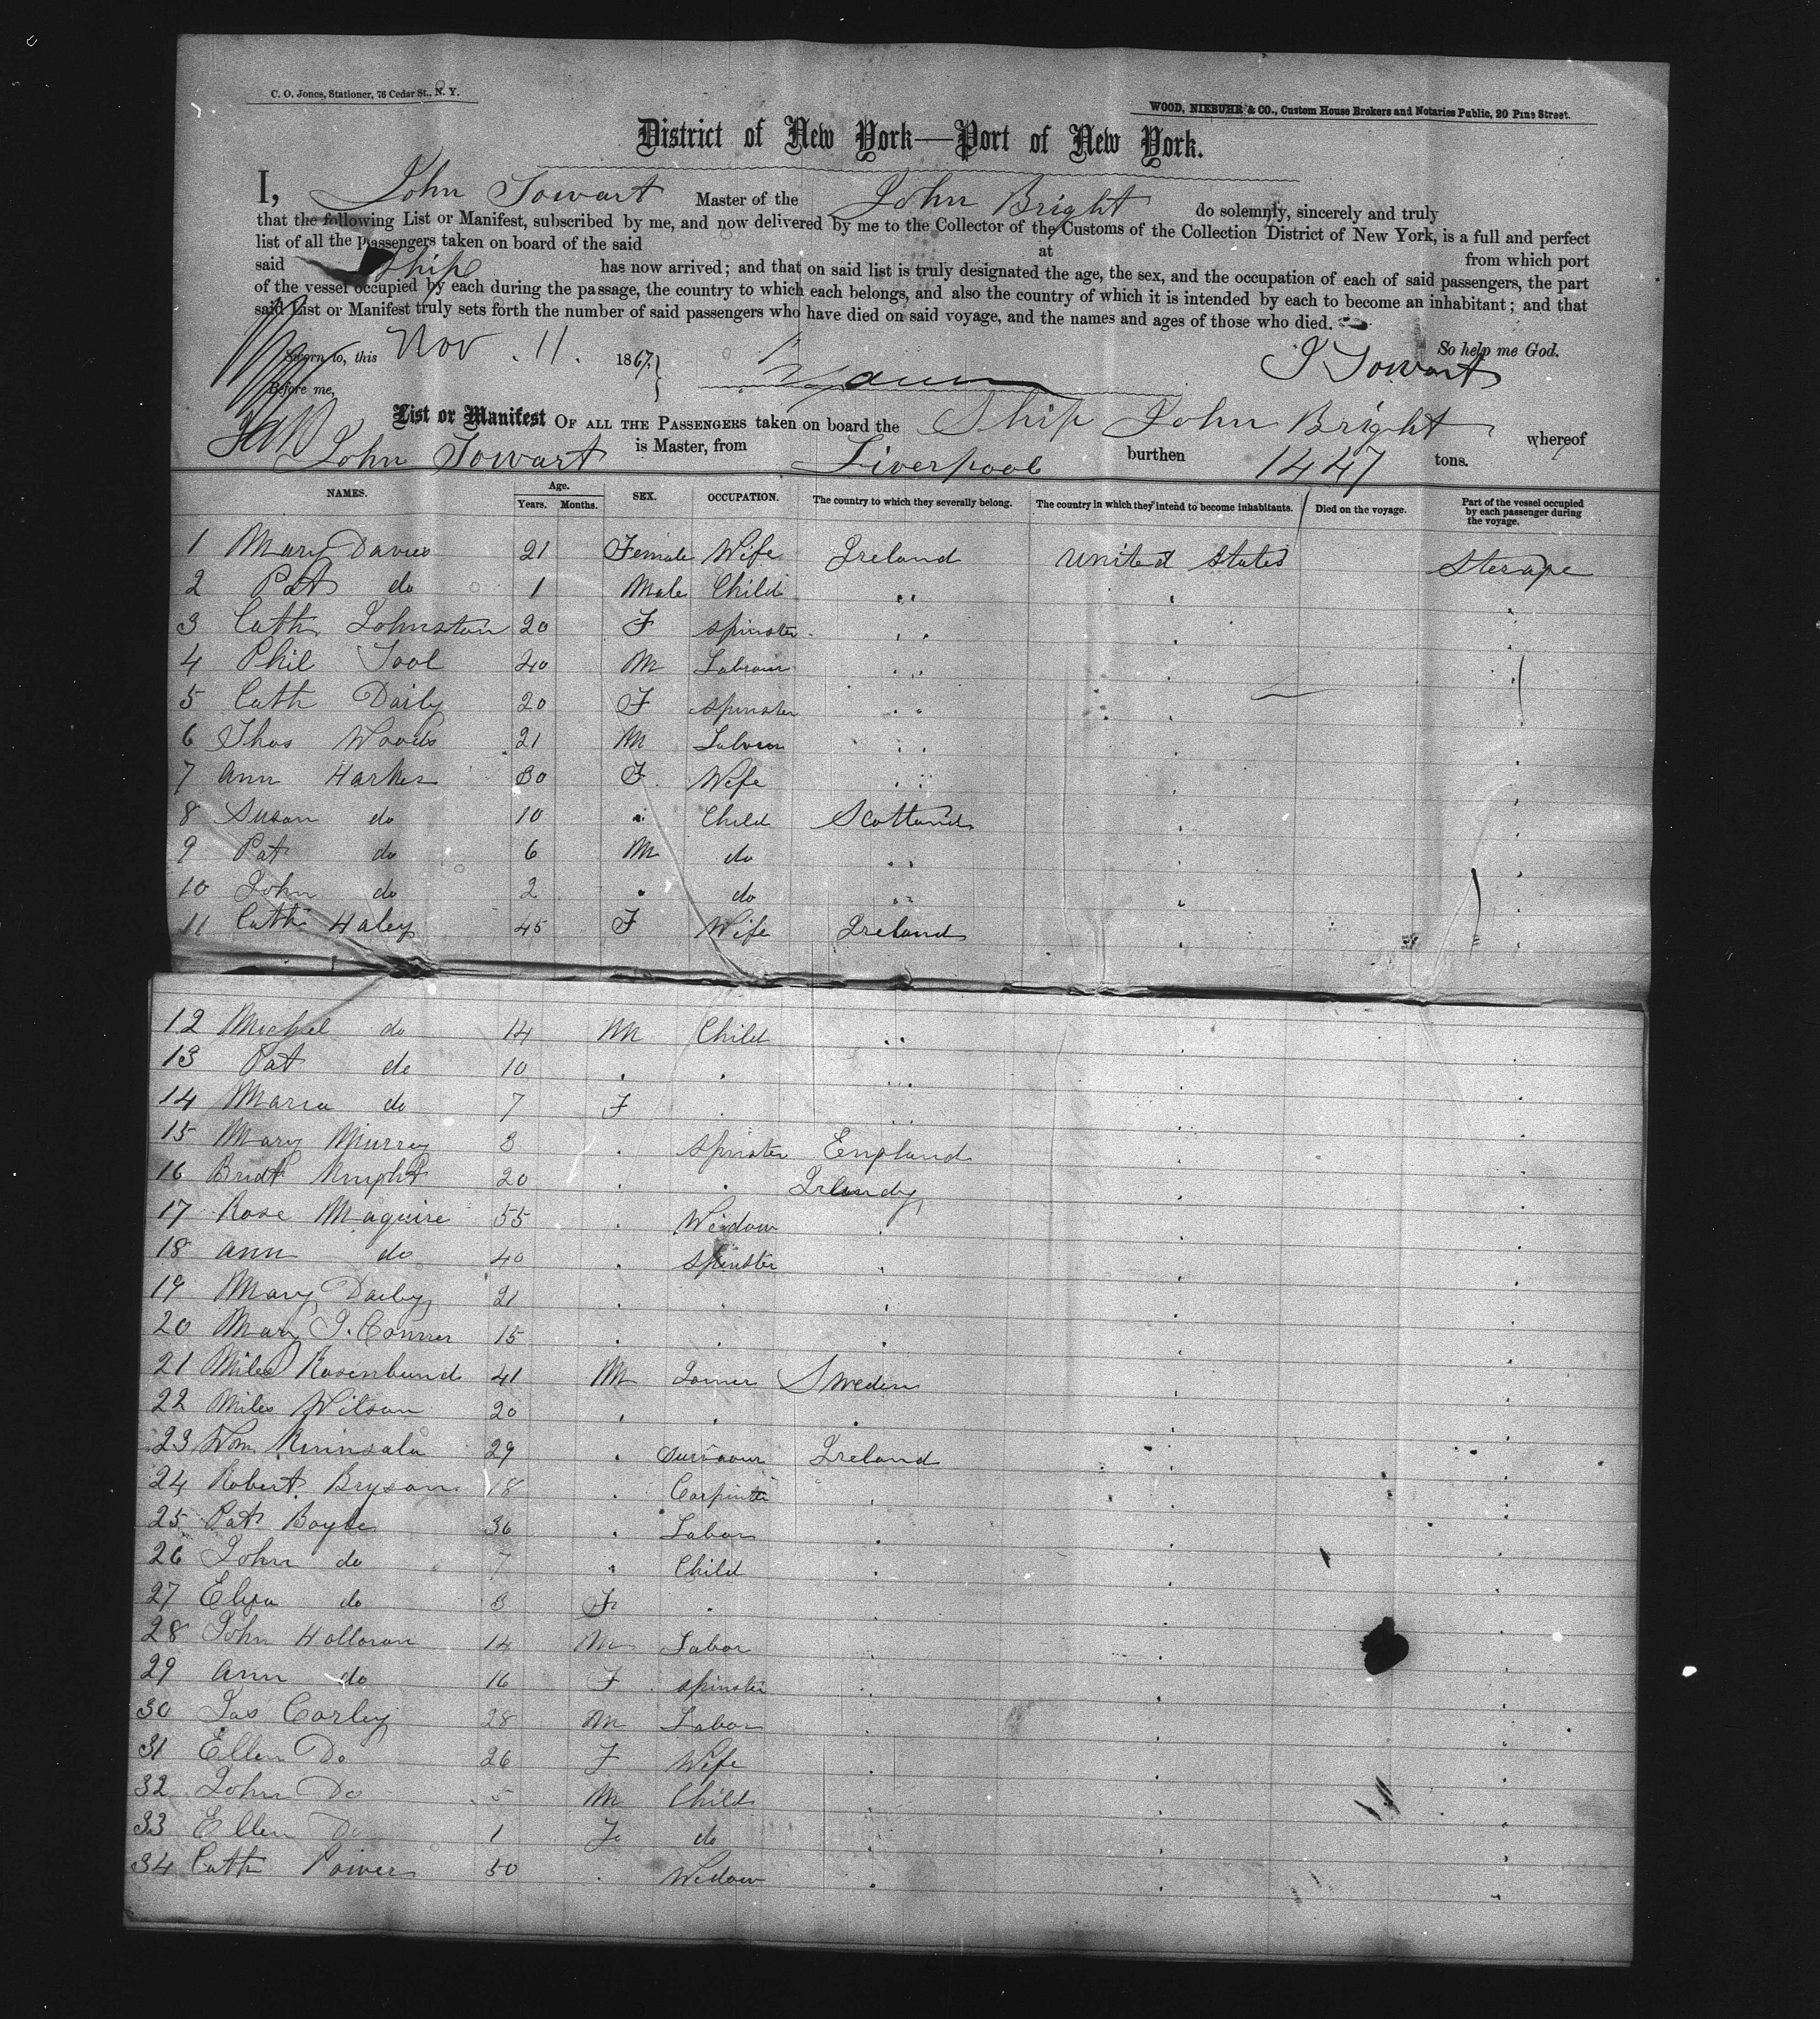 C. O. Jones, Stationer, 76 Cedar St., N. Y.
WOOD, NIEBUHR & CO., Custom House Brokers and Notaries Public, 20 Pine Street.
District of New York—Port of New York.
I, John Towart Master of the John Bright do solemnly, sincerely and truly
that the following List or Manifest, subscribed by me, and now delivered by me to the Collector of the Customs of the Collection District of New York, is a full and perfect
list of all the passengers taken on board of the said at from which port
said Ship has now arrived; and that on said list is truly designated the age, the sex, and the occupation of each of said passengers, the part
of the vessel occupied by each during the passage, the country to which each belongs, and also the country of which it is intended by each to become an inhabitant; and that
said List or Manifest truly sets forth the number of said passengers who have died on said voyage, and the names and ages of those who died.
So help me God.
Sworn to, this Nov. 11. 1867. J Towart
Before me,
List or Manifest OF ALL THE PASSENGERS taken on board the Ship John Bright whereof
John Towart is Master, from Liverpool burthen 1447 tons.
NAMES. Age. Years. Months. SEX. OCCUPATION. The country to which they severally belong. The country in which they intend to become inhabitants. Died on the voyage. Part of the vessel occupied by each passenger during the voyage.
1 Mary Davies 21 Female Wife Ireland United States Sterage
2 Pat do 1 Male Child "
3 Cath Johnston 20 F Spinster "
4 Phil Tool 20 M Labour "
5 Cath Daily 20 F Spinster "
6 Thos Woods 21 M Labour "
7 Ann Harker 30 F Wife "
8 Susan do 10 " Child Scotland
9 Pat do 6 M do "
10 John do 2 " do "
11 Cath Haley 45 F Wife Ireland
12 Michel do 14 M Child "
13 Pat do 10 " " "
14 Maria do 7 F " "
15 Mary Murray 3 " Spinster England
16 Bridt Knight 20 " "
17 Rose Maguire 55 " Widow "
18 Ann do 40 " Spinster "
19 Mary Darby 21 " " "
20 Mary J. Conner 15 " " "
21 Miles Rosenbund 41 M Joiner Sweden
22 Miles Wilson 20 " " "
23 Wm Kuinsala 29 " Ireland
24 Robert Bryson 18 " Carpinter "
25 Pat Boyle 36 " Labor "
26 John do 7 " Child "
27 Eliza do 3 F " "
28 John Halloran 14 M Labor "
29 Ann do 16 F Spinster "
30 Jas Corley 28 M Labor "
31 Ellen Do 26 F Wife "
32 John Do 5 M Child "
33 Ellen Do 1 F do "
34 Cath Power 50 " Widow "